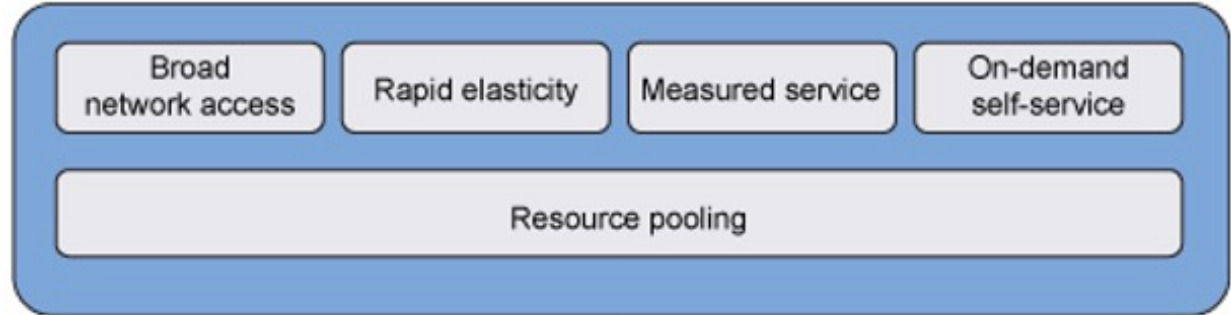 Broad
network access
Rapid elasticity
Measured service
On-demand
self-service
Resource pooling